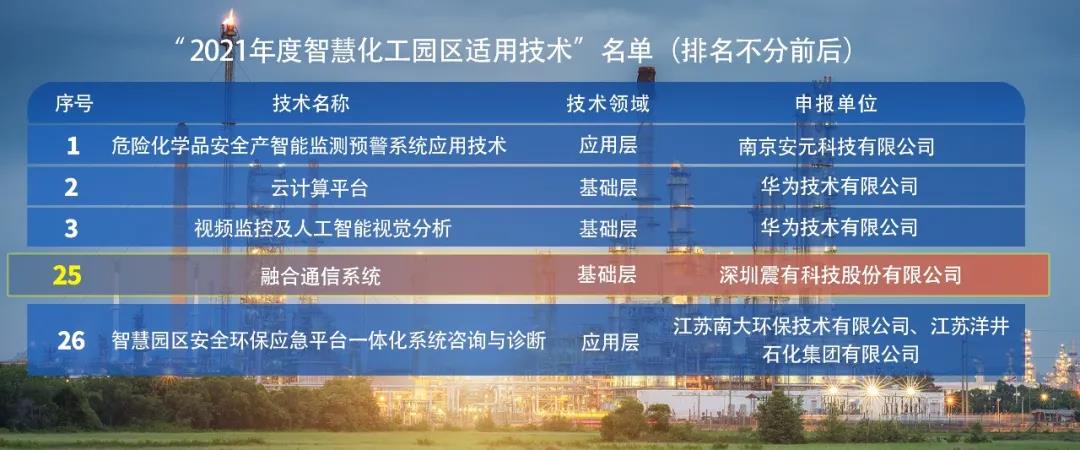 “2021年度智慧化工园区适用技术”名单（排名不分前后）
序号 技术名称 技术领域 申报单位
1 危险化学品安全产智能监测预警系统应用技术 应用层 南京安元科技有限公司
2 云计算平台 基础层 华为技术有限公司
3 视频监控及人工智能视觉分析 基础层 华为技术有限公司
25 融合通信系统 基础层 深圳震有科技股份有限公司
26 智慧园区安全环保应急平台一体化系统咨询与诊断 应用层 江苏南大环保技术有限公司、江苏洋井
石化集团有限公司